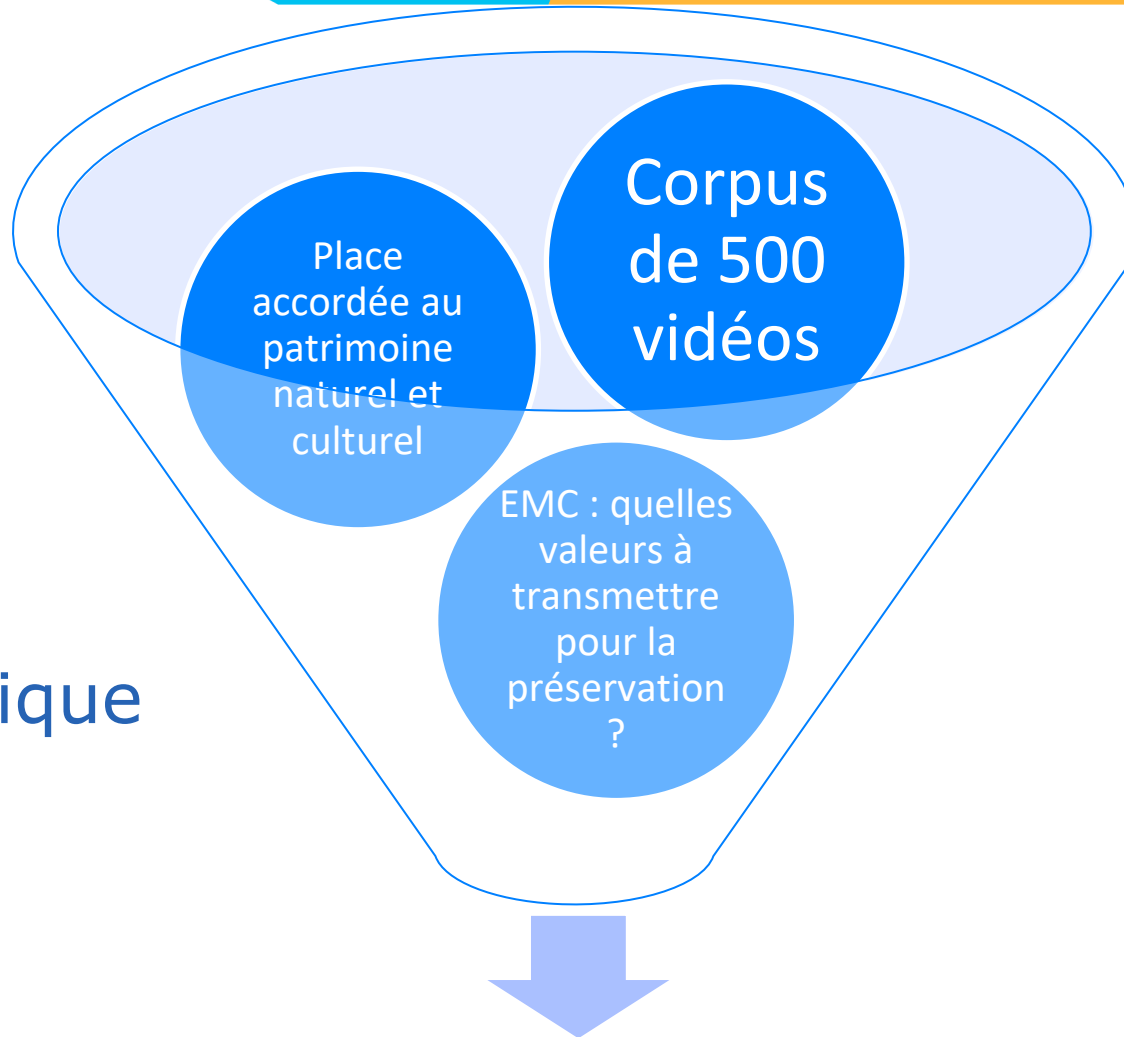 Corpus
de 500
vidéos
Place
accordée au
patrimoine
naturel et
culturel
EMC : quelles
valeurs à
transmettre
pour la
préservation
?
ique